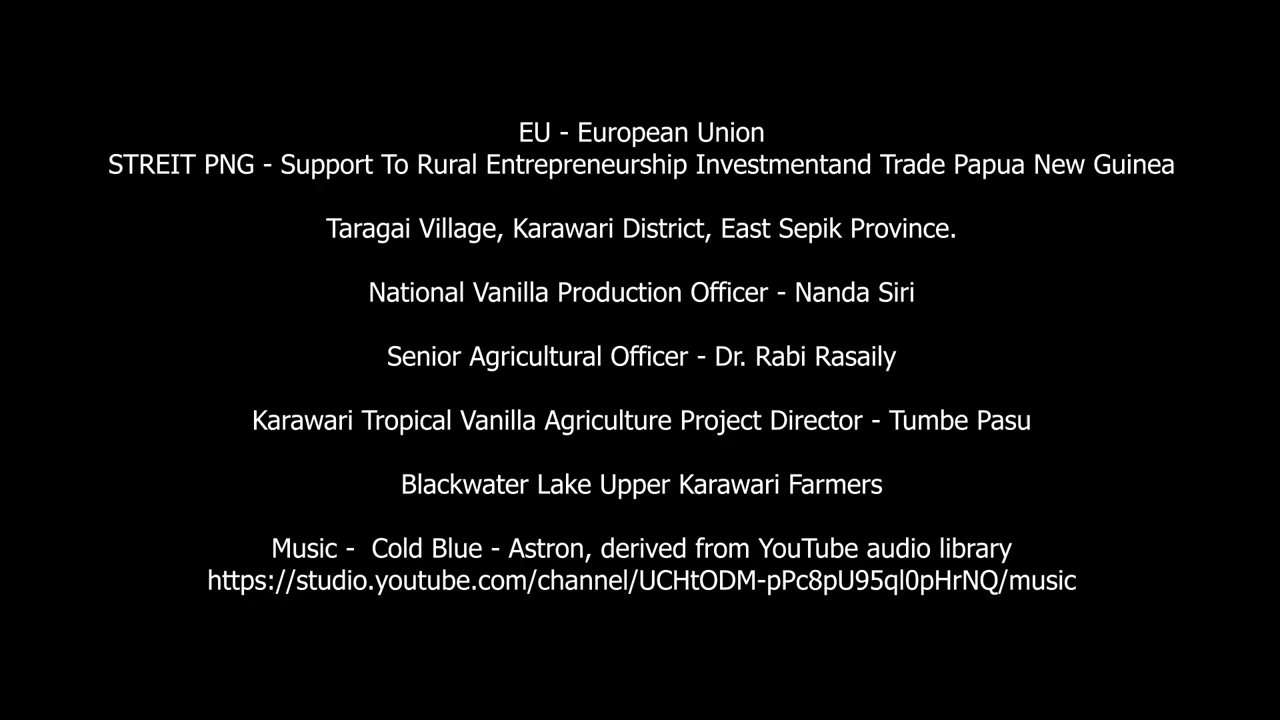 EU - European Union
STREIT PNG - Support To Rural Entrepreneurship Investmentand Trade Papua New Guinea
Taragai Village, Karawari District, East Sepik Province.
National Vanilla Production Officer - Nanda Siri
Senior Agricultural Officer - Dr. Rabi Rasaily
Karawari Tropical Vanilla Agriculture Project Director - Tumbe Pasu
Blackwater Lake Upper Karawari Farmers
Music -  Cold Blue - Astron, derived from YouTube audio library
https://studio.youtube.com/channel/UCHtODM-pPc8pU95ql0pHrNQ/music